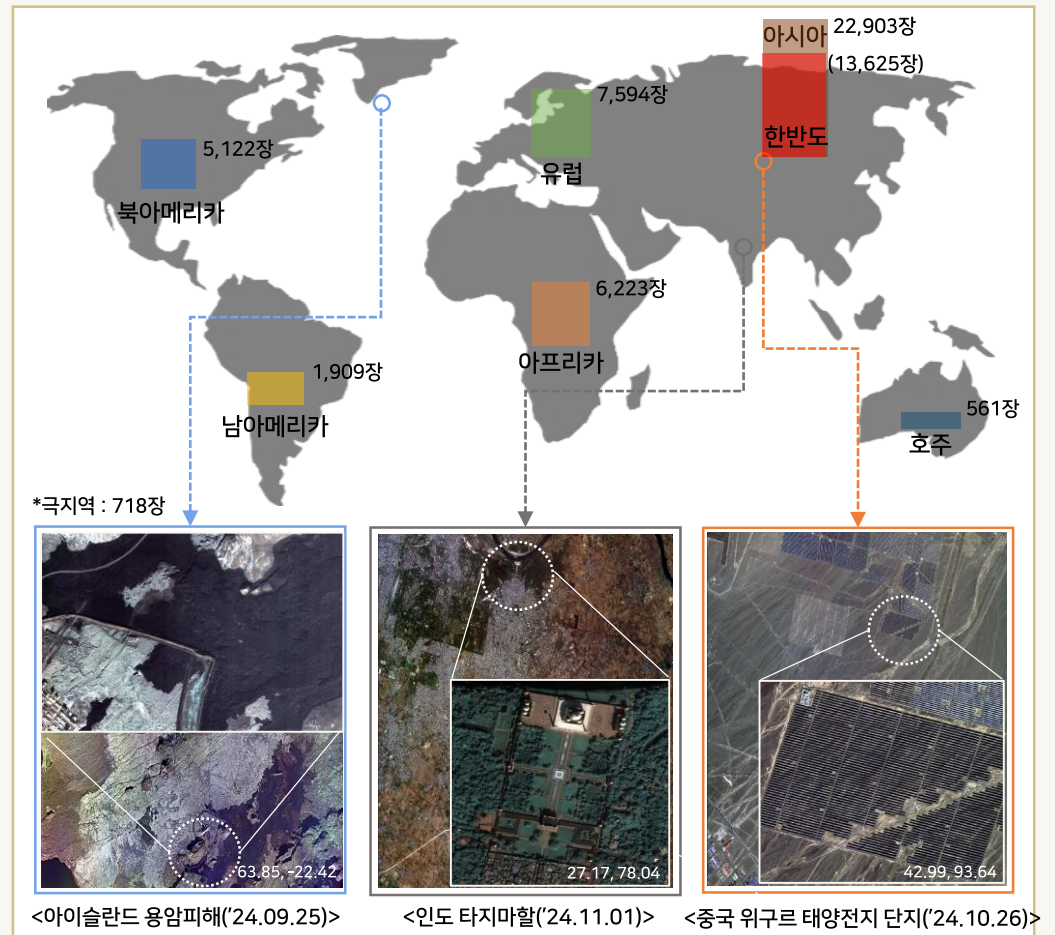 아시아
22,903장
(13,625장)
한반도
7,594장
유럽
5,122장
북아메리카
6,223장
아프리카
1,909장
남아메리카
561장
호주
*극지역 : 718장
63.85, -22.42
27.17, 78.04
42.99, 93.64
<아이슬란드 용암피해(’24.09.25)>
<인도 타지마할(’24.11.01)>
<중국 위구르 태양전지 단지(’24.10.26)>